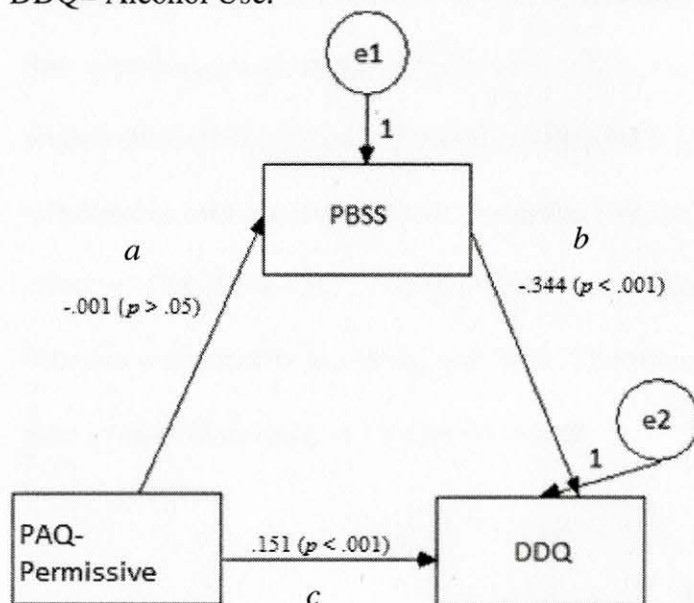 DDQ= Alcohol Use.
e1
1
PBSS
a
b
-.001 (p > .05)
-.344 (p < .001)
e2
1
PAQ-
Permissive
.151 (p < .001)
DDQ
c